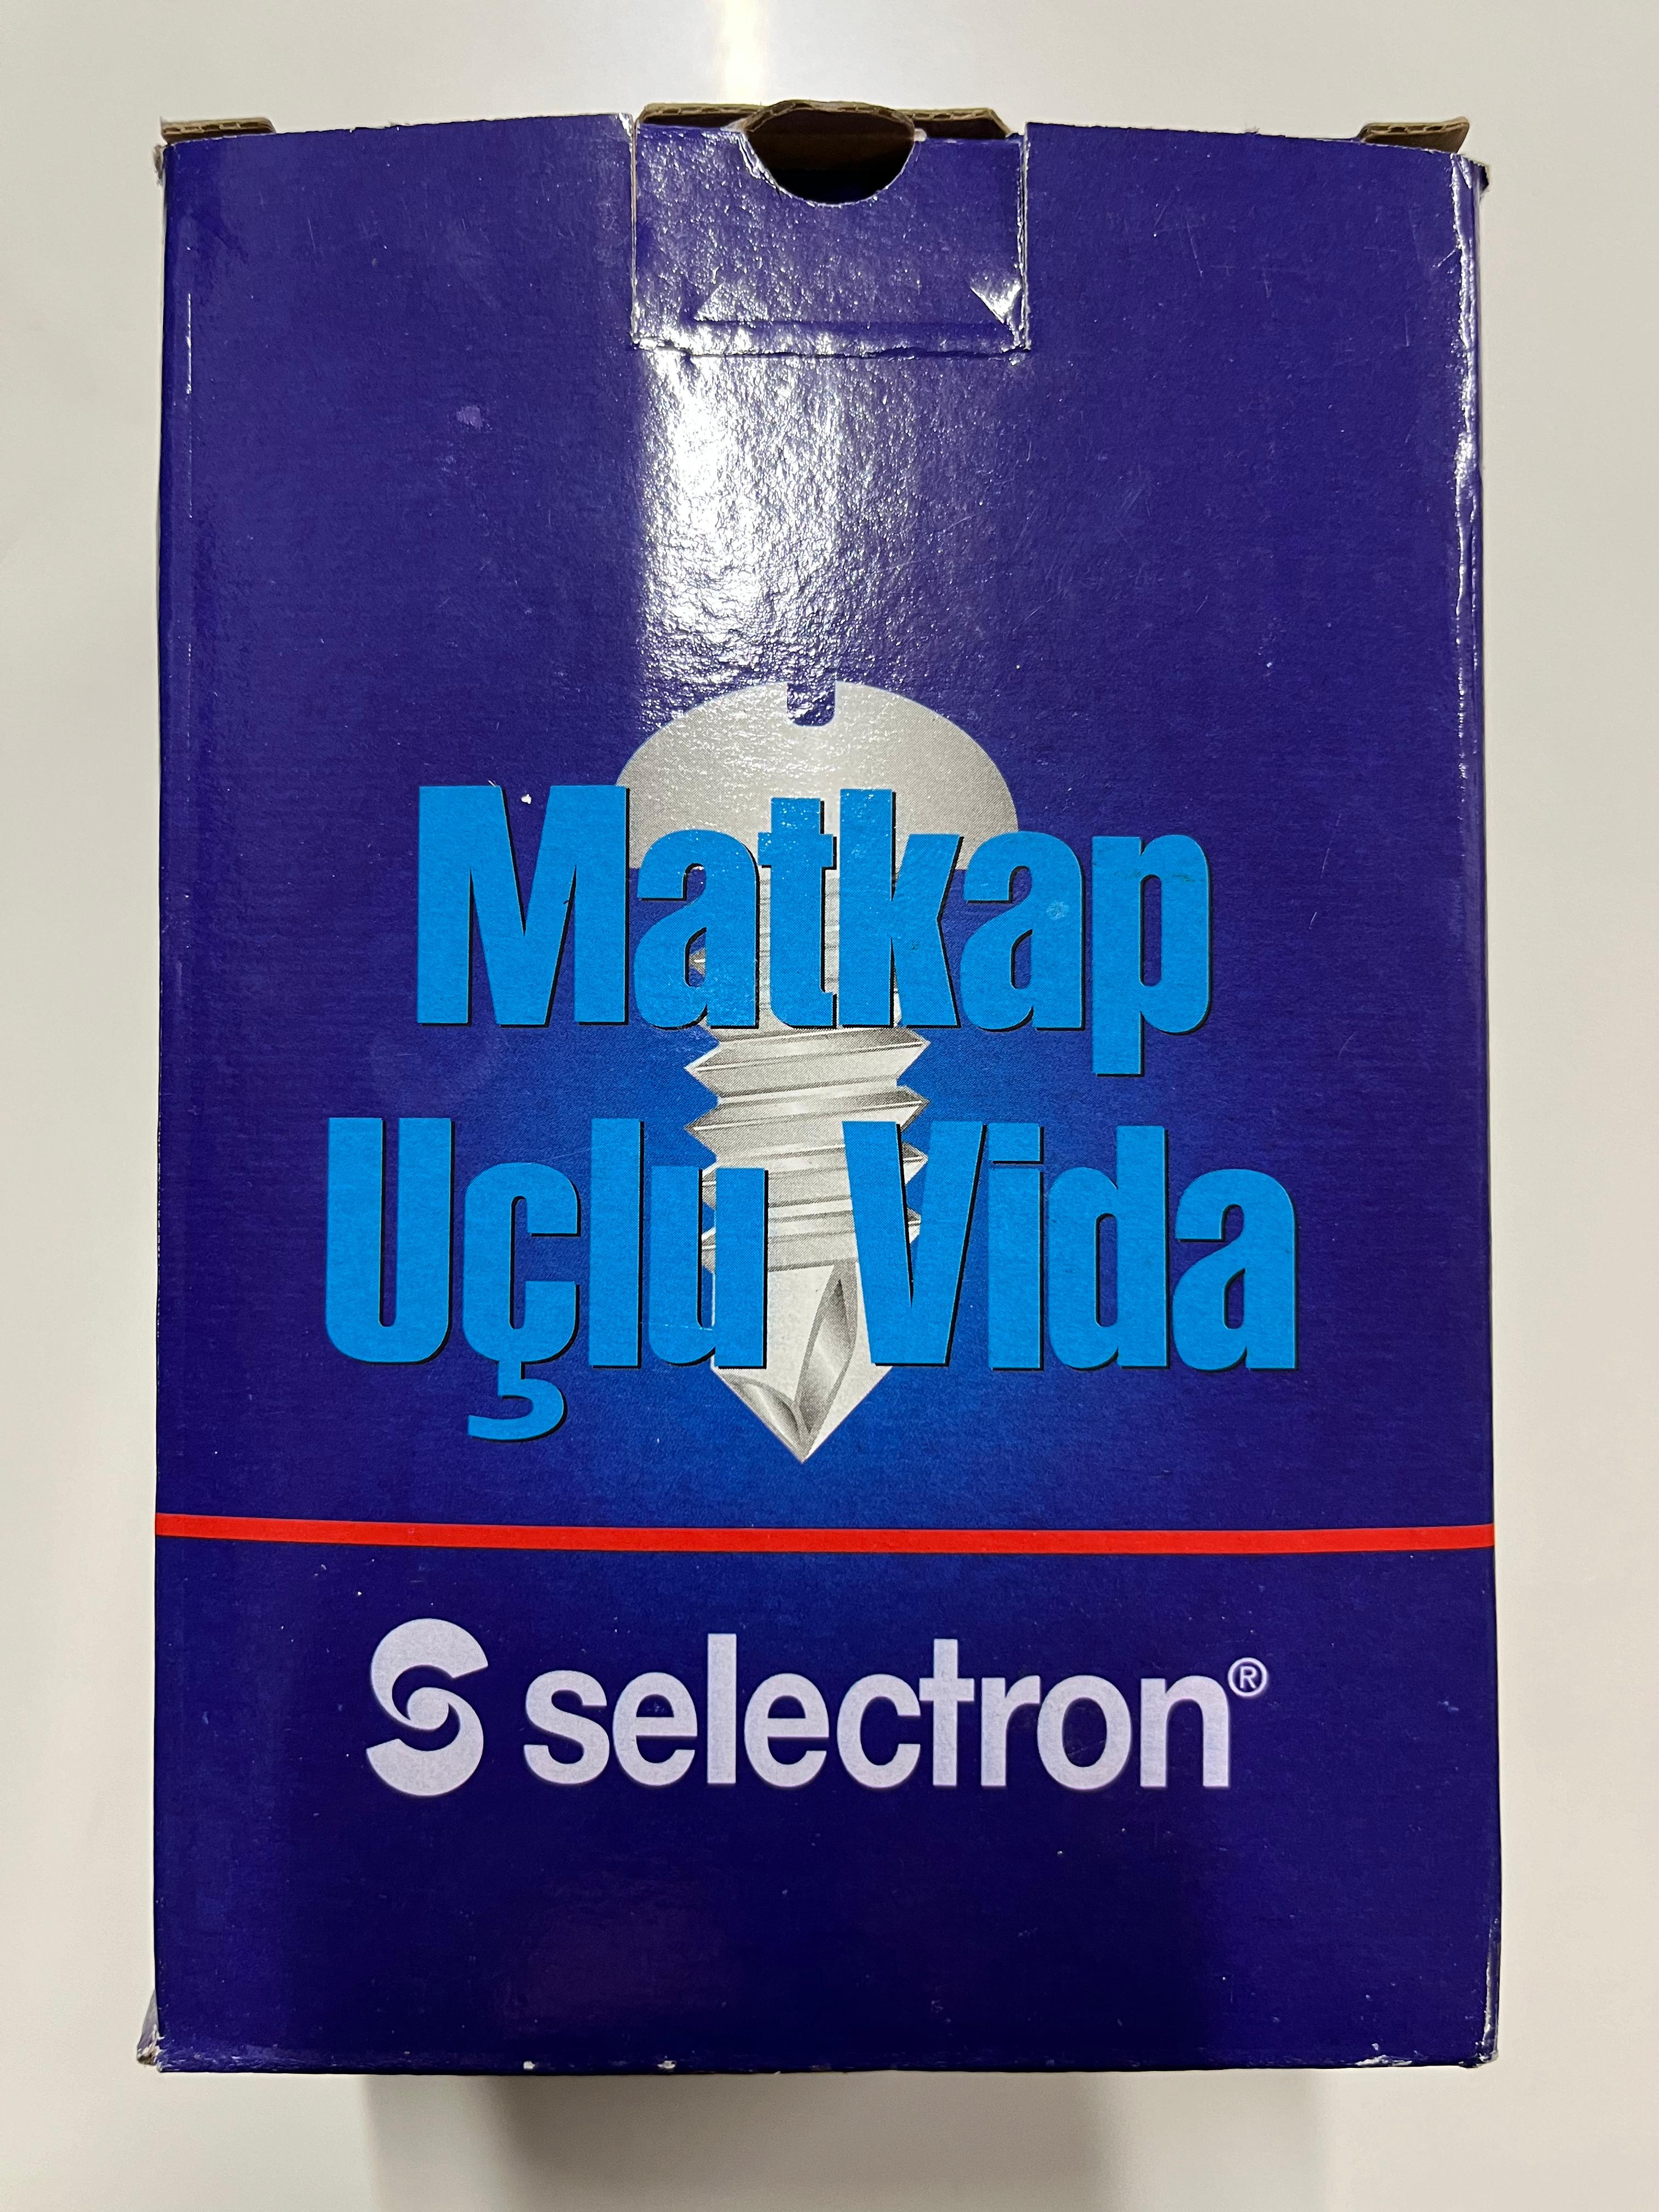 Matkap
Uçlu Vida
selectron®